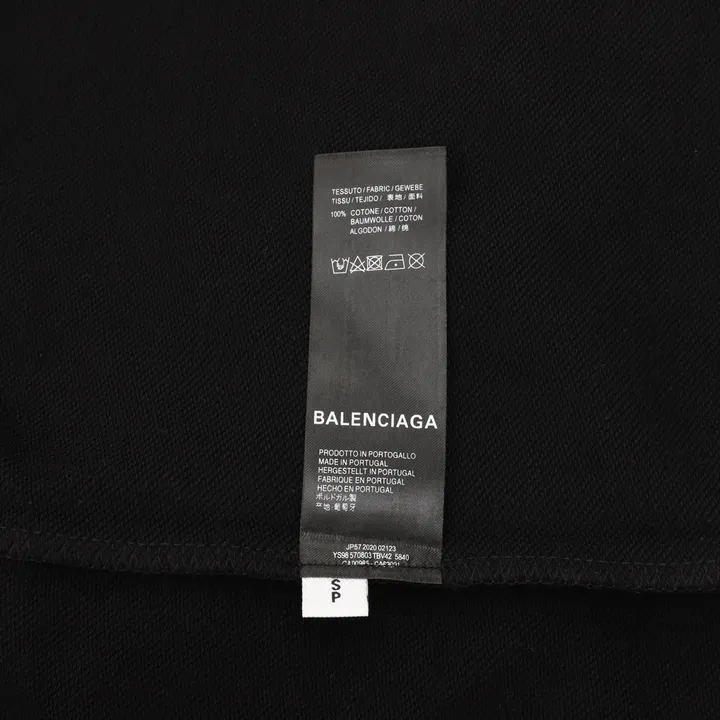 TESSUTO / FABRIC / GEWEBE
TISSU / TEJIDO / 表地 / 面料
100% COTONE / COTTON /
BAUMWOLLE / COTON
ALGODON / 綿 / 绵
BALENCIAGA
PRODOTTO IN PORTOGALLO
MADE IN PORTUGAL
HERGESTELLT IN PORTUGAL
FABRIQUE EN PORTUGAL
HECHO EN PORTUGAL
ポルトガル製
产地:葡萄牙
JP57 2020 02123
YS98 570803 TBV42 5840
S
P